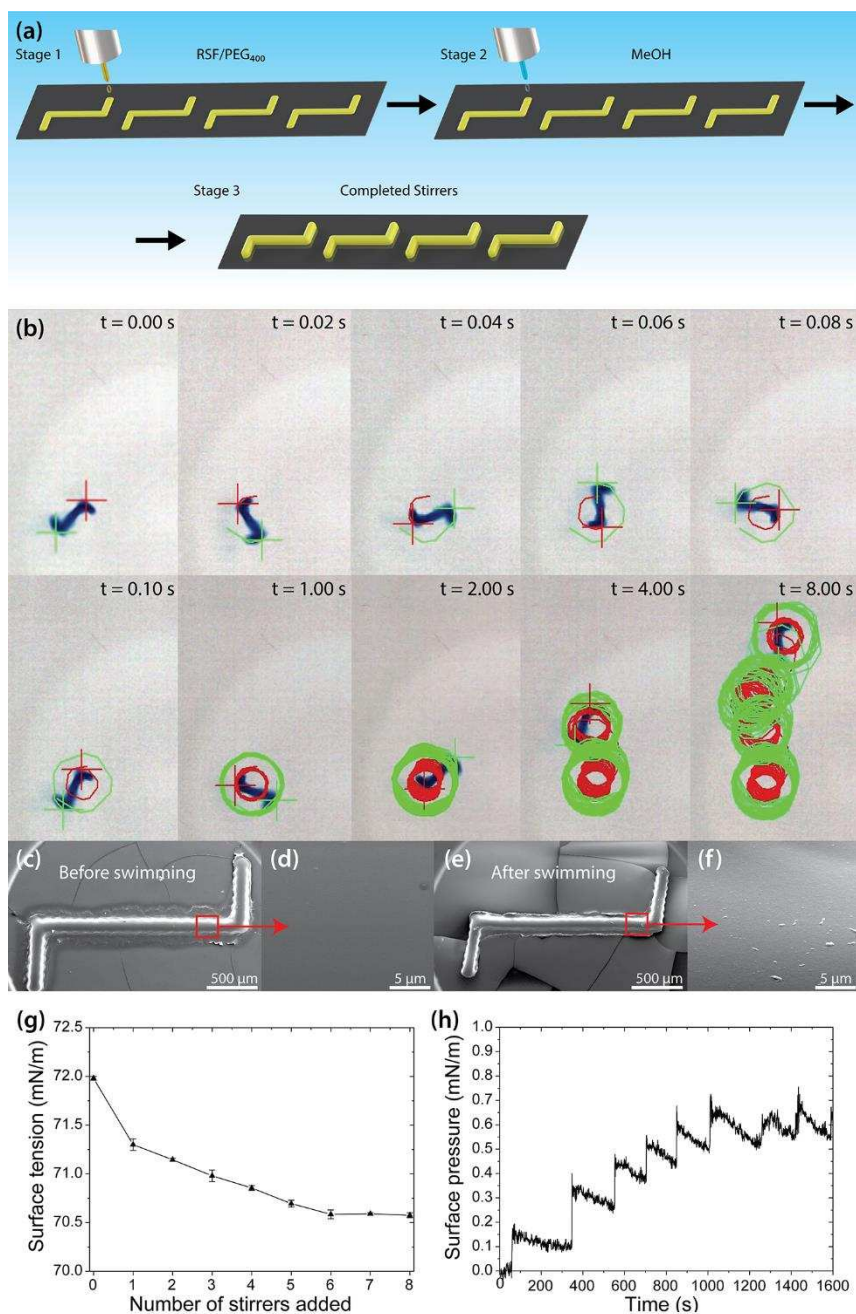 (a)
Stage 1
RSF/PEG400
Stage 2
MeOH
Stage 3
Completed Stirrers
(b)
t = 0.00 s
t = 0.02 s
t = 0.04 s
t = 0.06 s
t = 0.08 s
t = 0.10 s
t = 1.00 s
t = 2.00 s
t = 4.00 s
t = 8.00 s
(c)
Before swimming
500 µm
(d)
5 µm
(e)
After swimming
500 µm
(f)
5 µm
(g)
72.5
72.0
71.5
71.0
70.5
70.0
Surface tension (mN/m)
0 1 2 3 4 5 6 7 8
Number of stirrers added
(h)
1.0
0.9
0.8
0.7
0.6
0.5
0.4
0.3
0.2
0.1
0.0
Surface pressure (mN/m)
0 200 400 600 800 1000 1200 1400 1600
Time (s)